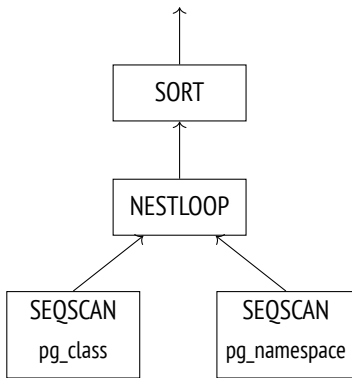 SORT
NESTLOOP
SEQSCAN
pg_class
SEQSCAN
pg_namespace